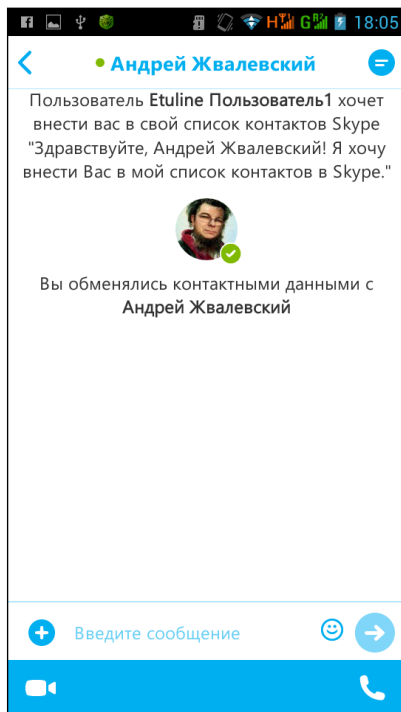 18:05
Андрей Жвалевский
Пользователь Etuline Пользователь1 хочет
внести вас в свой список контактов Skype
"Здравствуйте, Андрей Жвалевский! Я хочу
внести Вас в мой список контактов в Skype."
Вы обменялись контактными данными с
Андрей Жвалевский
Введите сообщение